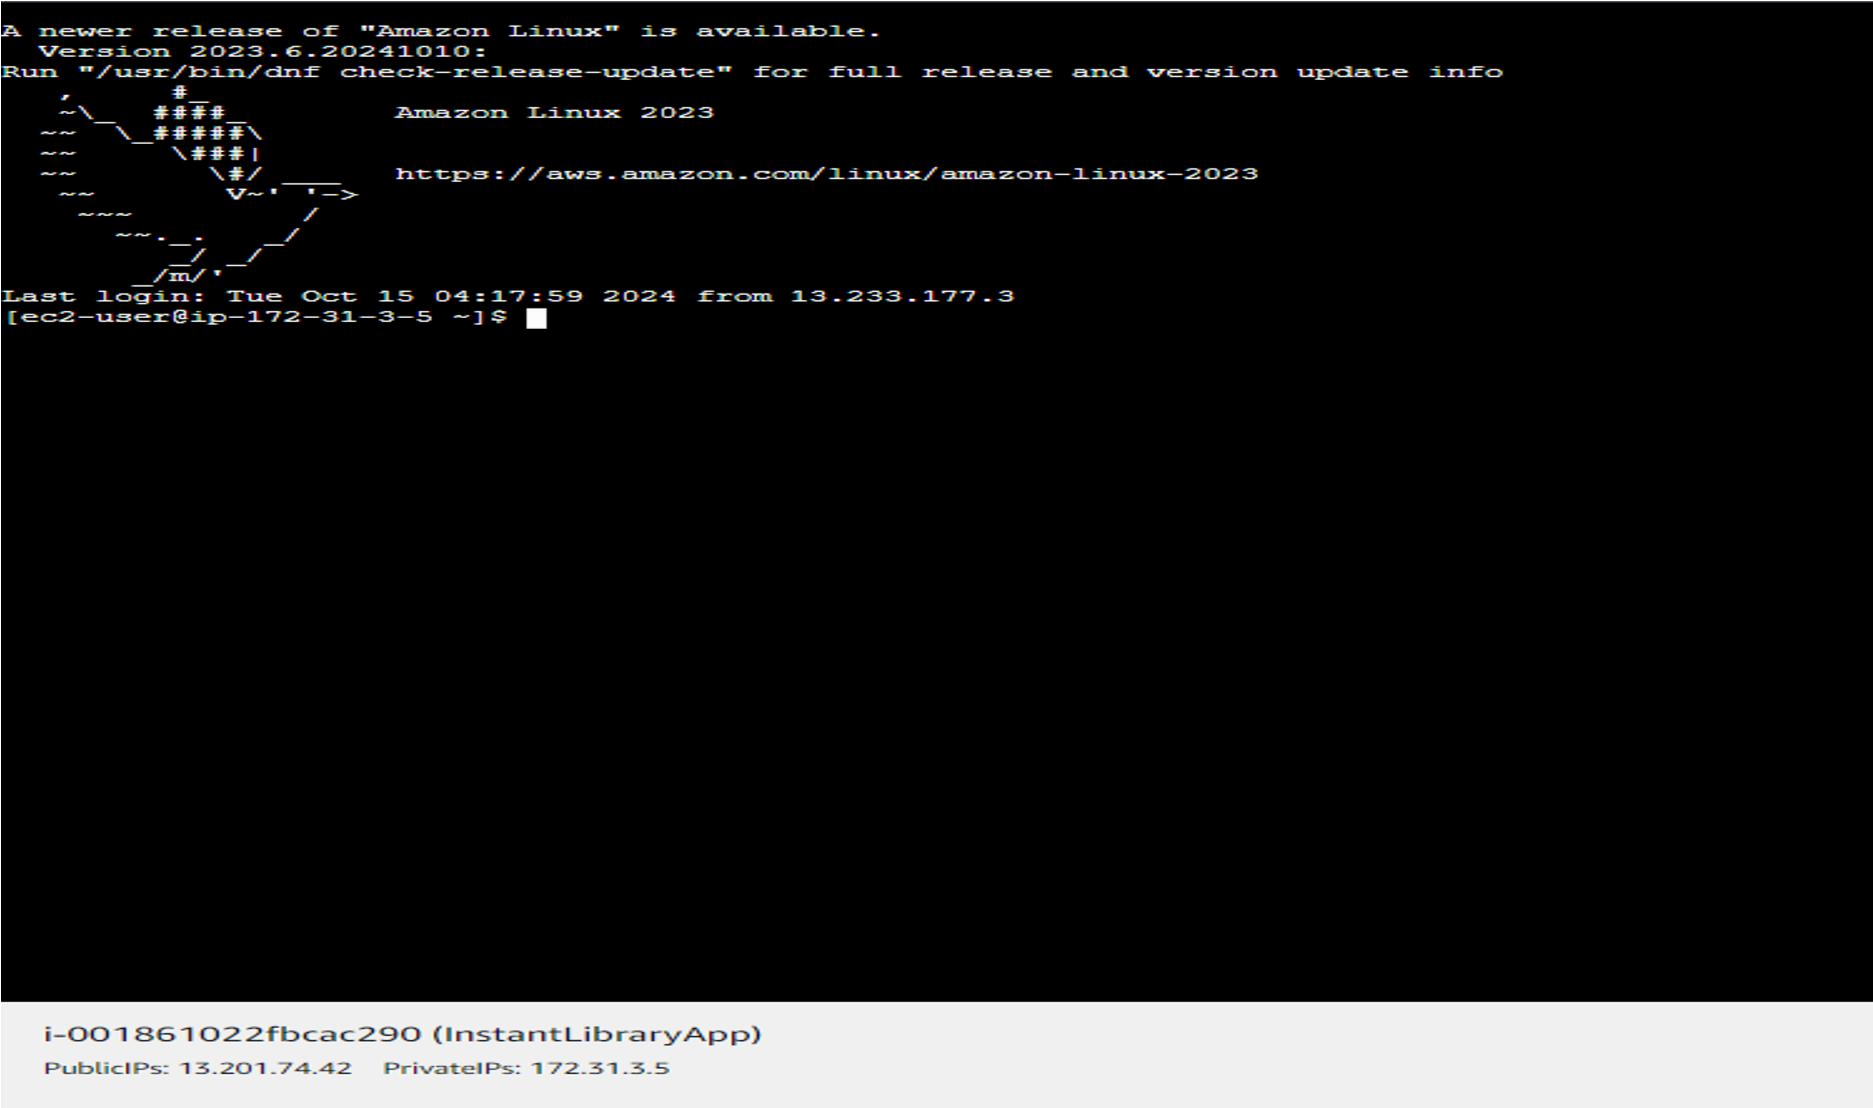 A newer release of "Amazon Linux" is available.
  Version 2023.6.20241010:
Run "/usr/bin/dnf check-release-update" for full release and version update info
   ,     #_
   ~\_  ####_        Amazon Linux 2023
  ~~  \_#####\
  ~~     \###|
  ~~       \#/ ___   https://aws.amazon.com/linux/amazon-linux-2023
   ~~       V~' '->
    ~~~         /
      ~~._.   _/
         _/ _/
       _/m/'
Last login: Tue Oct 15 04:17:59 2024 from 13.233.177.3
[ec2-user@ip-172-31-3-5 ~]$
i-001861022fbcac290 (InstantLibraryApp)
PublicIPs: 13.201.74.42    PrivateIPs: 172.31.3.5